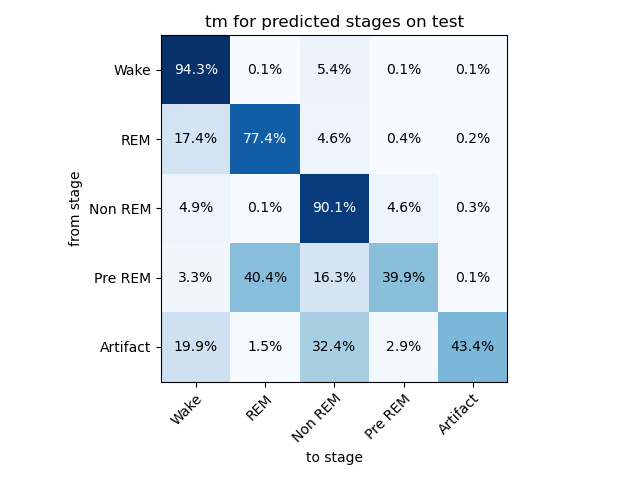 tm for predicted stages on test
Wake 94.3% 0.1% 5.4% 0.1% 0.1%
REM 17.4% 77.4% 4.6% 0.4% 0.2%
from stage
Non REM 4.9% 0.1% 90.1% 4.6% 0.3%
Pre REM 3.3% 40.4% 16.3% 39.9% 0.1%
Artifact 19.9% 1.5% 32.4% 2.9% 43.4%
Wake REM Non REM Pre REM Artifact
to stage